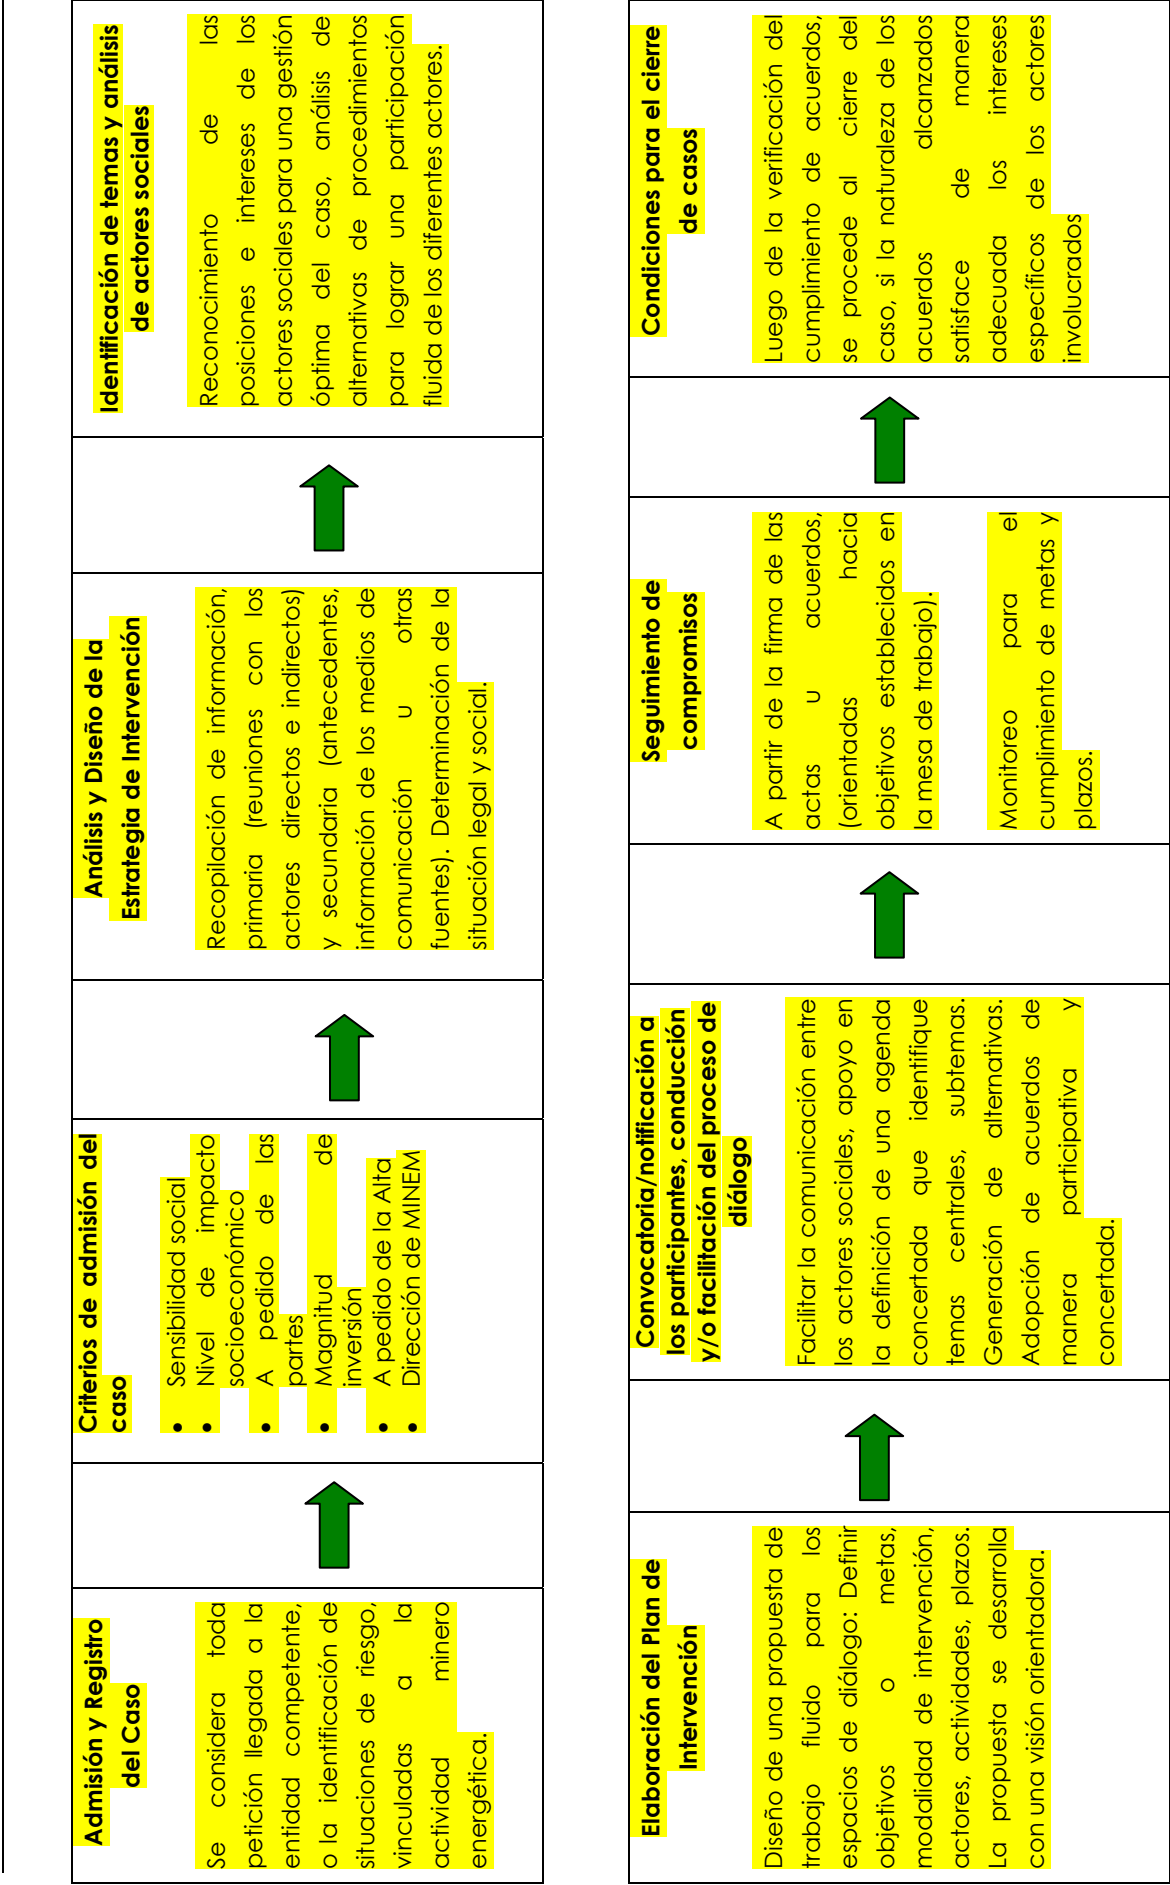 Admisión y Registro
del Caso
Se considera toda
petición llegada a la
entidad competente,
o la identificación de
situaciones de riesgo,
vinculadas a la
actividad minero
energética.
Criterios de admisión del
caso
• Sensibilidad social
• Nivel de impacto
socioeconómico
• A pedido de las
partes
• Magnitud de
inversión
• A pedido de la Alta
• Dirección de MINEM
Análisis y Diseño de la
Estrategia de Intervención
Recopilación de información,
primaria (reuniones con los
actores directos e indirectos)
y secundaria (antecedentes,
información de los medios de
comunicación u otras
fuentes). Determinación de la
situación legal y social.
Identificación de temas y análisis
de actores sociales
Reconocimiento de las
posiciones e intereses de los
actores sociales para una gestión
óptima del caso, análisis de
alternativas de procedimientos
para lograr una participación
fluida de los diferentes actores.
Elaboración del Plan de
Intervención
Diseño de una propuesta de
trabajo fluido para los
espacios de diálogo: Definir
objetivos o metas,
modalidad de intervención,
actores, actividades, plazos.
La propuesta se desarrolla
con una visión orientadora.
Convocatoria/notificación a
los participantes, conducción
y/o facilitación del proceso de
diálogo
Facilitar la comunicación entre
los actores sociales, apoyo en
la definición de una agenda
concertada que identifique
temas centrales, subtemas.
Generación de alternativas.
Adopción de acuerdos de
manera participativa y
concertada.
Seguimiento de
compromisos
A partir de la firma de las
actas u acuerdos,
(orientadas hacia
objetivos establecidos en
la mesa de trabajo).
Monitoreo para el
cumplimiento de metas y
plazos.
Condiciones para el cierre
de casos
Luego de la verificación del
cumplimiento de acuerdos,
se procede al cierre del
caso, si la naturaleza de los
acuerdos alcanzados
satisface de manera
adecuada los intereses
específicos de los actores
involucrados